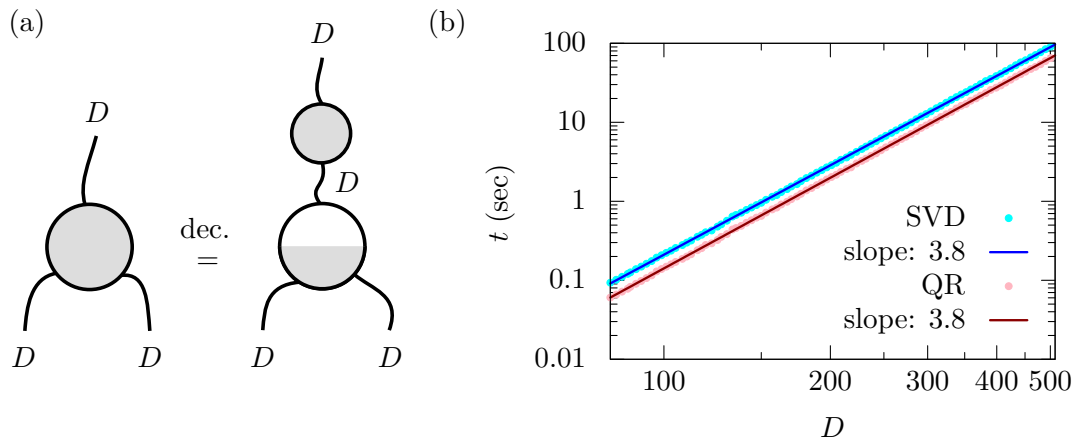 (a)
D
D
D
D
dec.
=
D
D
D
D
(b)
t (sec)
100
10
1
0.1
0.01
SVD
slope: 3.8
QR
slope: 3.8
100
200
300
400
500
D